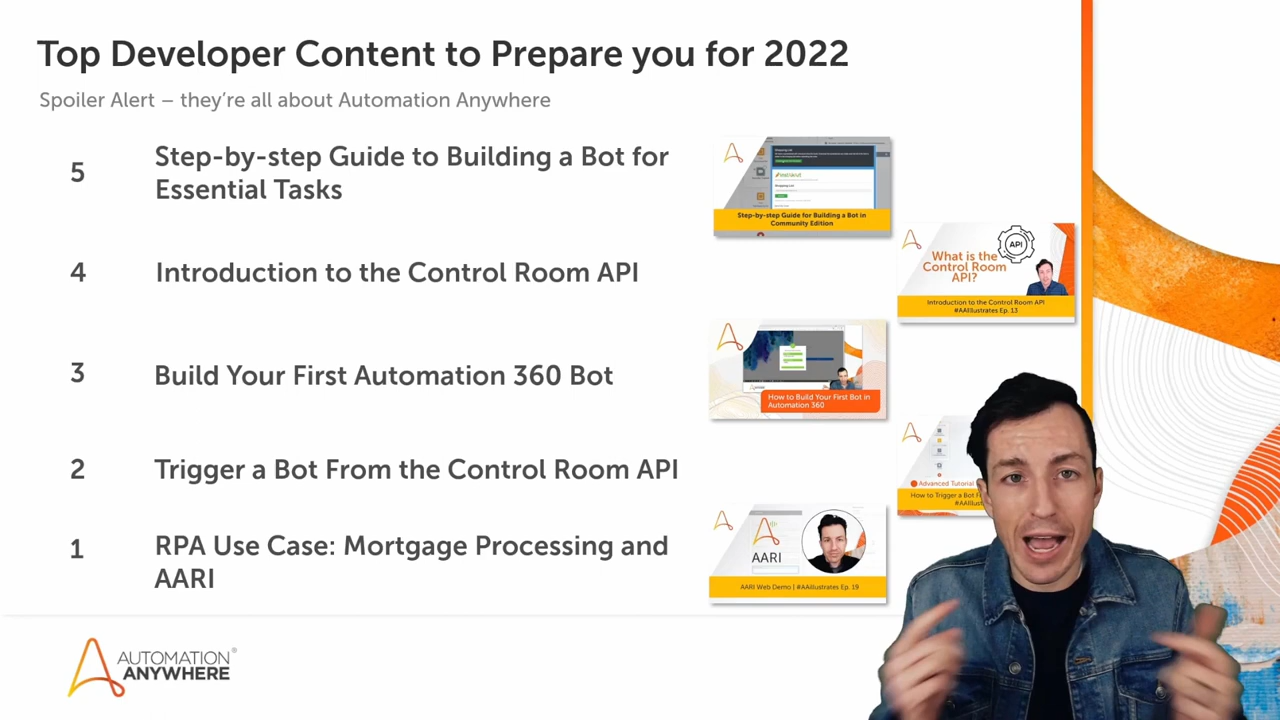 Top Developer Content to Prepare you for 2022
Spoiler Alert – they're all about Automation Anywhere
5
Step-by-step Guide to Building a Bot for
Essential Tasks
Shopping List
instacart
Shopping List
Step-by-step Guide for Building a Bot in
Community Edition
4
Introduction to the Control Room API
API
What is the
Control Room
API?
Introduction to the Control Room API
#AAIllustrates Ep. 13
3
Build Your First Automation 360 Bot
How to Build Your First Bot in
Automation 360
2
Trigger a Bot From the Control Room API
Advanced Tutorial
How to Trigger a Bot
1
RPA Use Case: Mortgage Processing and
AARI
AARI
AARI Web Demo | #AAIllustrates Ep. 19
AUTOMATION®
ANYWHERE